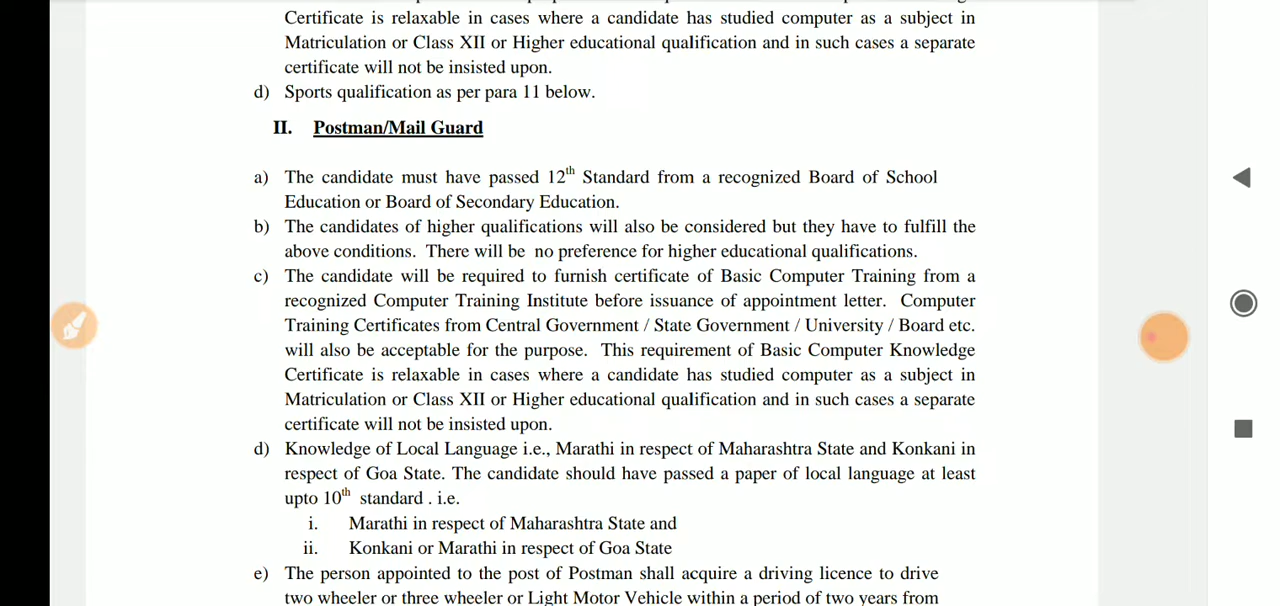 Certificate is relaxable in cases where a candidate has studied computer as a subject in
Matriculation or Class XII or Higher educational qualification and in such cases a separate
certificate will not be insisted upon.
d) Sports qualification as per para 11 below.
II. Postman/Mail Guard
a) The candidate must have passed 12th Standard from a recognized Board of School
Education or Board of Secondary Education.
b) The candidates of higher qualifications will also be considered but they have to fulfill the
above conditions. There will be no preference for higher educational qualifications.
c) The candidate will be required to furnish certificate of Basic Computer Training from a
recognized Computer Training Institute before issuance of appointment letter. Computer
Training Certificates from Central Government / State Government / University / Board etc.
will also be acceptable for the purpose. This requirement of Basic Computer Knowledge
Certificate is relaxable in cases where a candidate has studied computer as a subject in
Matriculation or Class XII or Higher educational qualification and in such cases a separate
certificate will not be insisted upon.
d) Knowledge of Local Language i.e., Marathi in respect of Maharashtra State and Konkani in
respect of Goa State. The candidate should have passed a paper of local language at least
upto 10th standard . i.e.
i. Marathi in respect of Maharashtra State and
ii. Konkani or Marathi in respect of Goa State
e) The person appointed to the post of Postman shall acquire a driving licence to drive
two wheeler or three wheeler or Light Motor Vehicle within a period of two years from